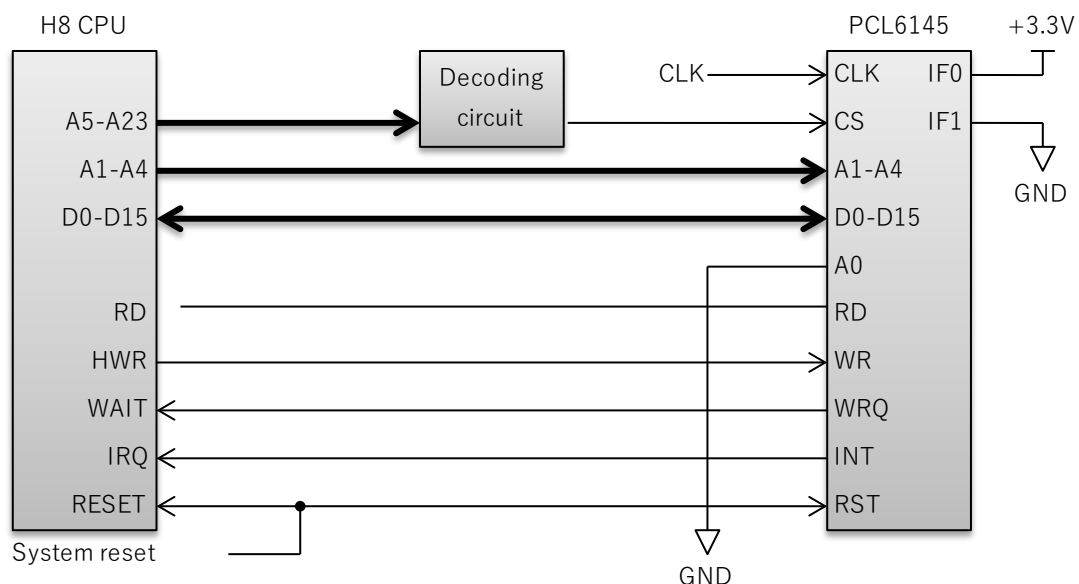 H8 CPU
PCL6145
+3.3V
Decoding
circuit
CLK
CLK
IF0
A5-A23
CS
IF1
A1-A4
A1-A4
GND
D0-D15
D0-D15
A0
RD
RD
HWR
WR
WAIT
WRQ
IRQ
INT
RESET
RST
System reset
GND